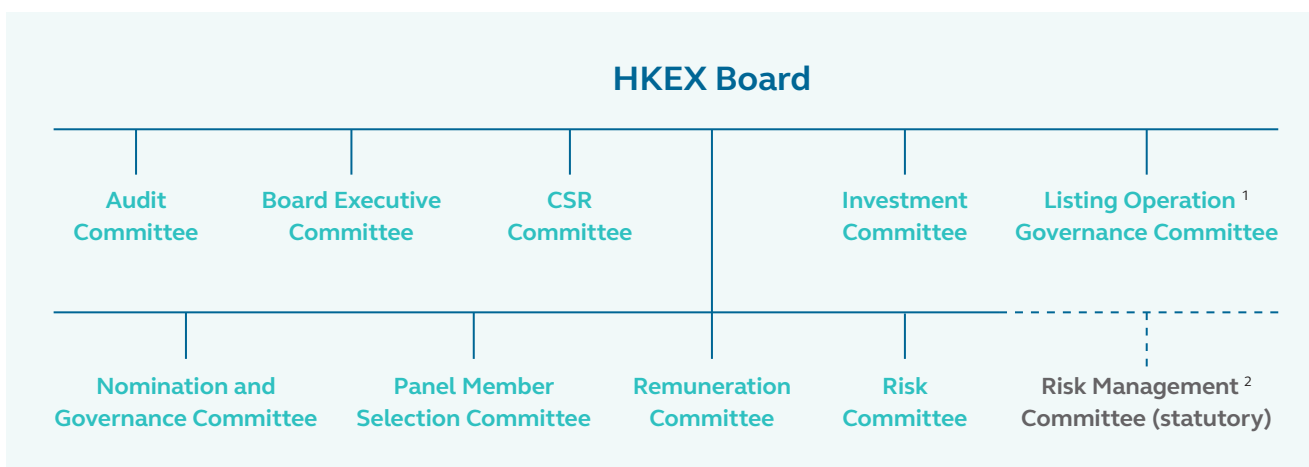 HKEX Board
Audit
Committee
Board Executive
Committee
CSR
Committee
Investment
Committee
Listing Operation 1
Governance Committee
Nomination and
Governance Committee
Panel Member
Selection Committee
Remuneration
Committee
Risk
Committee
Risk Management 2
Committee (statutory)